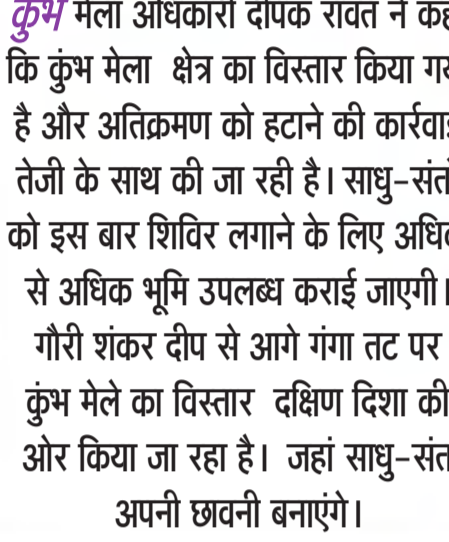 कुंभ मेला अधिकारी दीपक रावत ने
कि कुंभ मेला क्षेत्र का विस्तार किया
है और अतिक्रमण को हटाने की
तेजी के साथ की जा रही है। साधु-संतों
को इस बार शिविर लगाने के लिए
से अधिक भूमि उपलब्ध कराई जाएगी।
गौरी शंकर दीप से आगे गंगा तट पर
कुंभ मेले का विस्तार दक्षिण दिशा की
ओर किया जा रहा है। जहां साधु-संत
अपनी छावनी बनाएंगे।